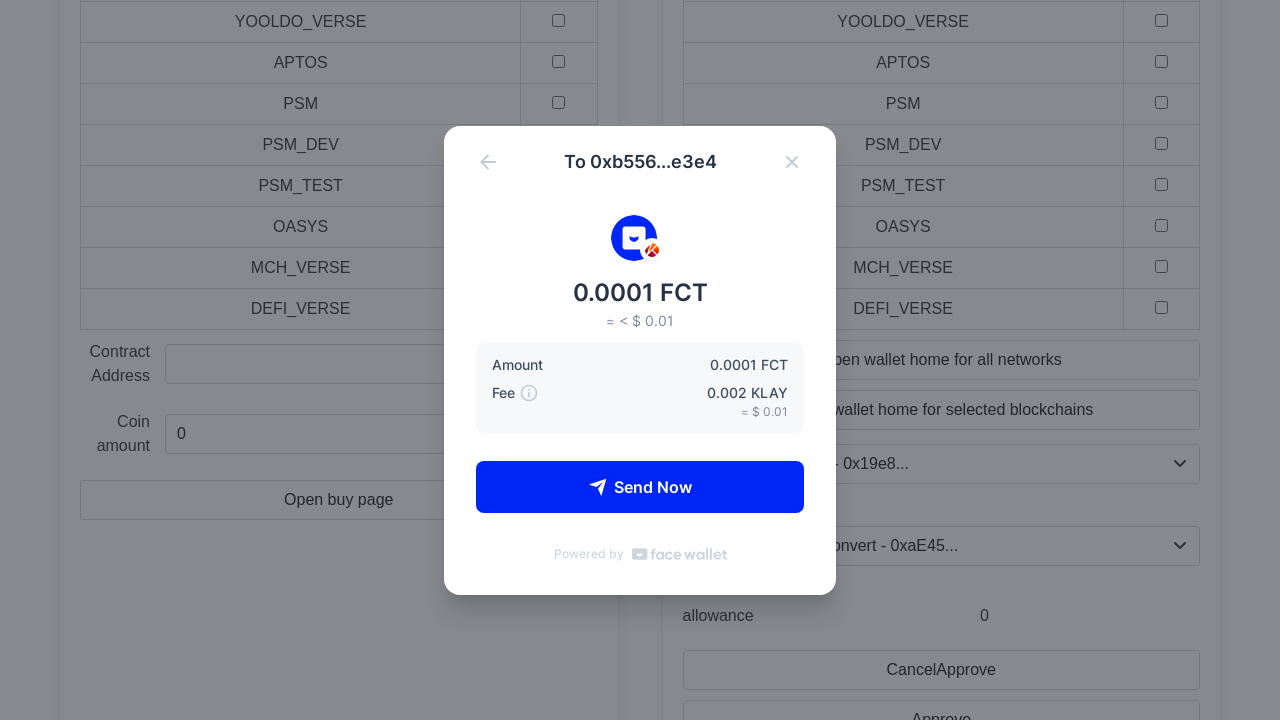 YOOLDO_VERSE
APTOS
PSM
PSM_DEV
PSM_TEST
OASYS
MCH_VERSE
DEFI_VERSE
Contract
Address
Coin
amount
0
Open buy page
YOOLDO_VERSE
APTOS
PSM
PSM_DEV
PSM_TEST
OASYS
MCH_VERSE
DEFI_VERSE
pen wallet home for all networks
wallet home for selected blockchains
- 0x19e8...
onvert - 0xaE45...
allowance 0
CancelApprove
Approve
To 0xb556...e3e4
0.0001 FCT
≈ < $ 0.01
Amount 0.0001 FCT
Fee 0.002 KLAY
≈ $ 0.01
Send Now
Powered by face wallet